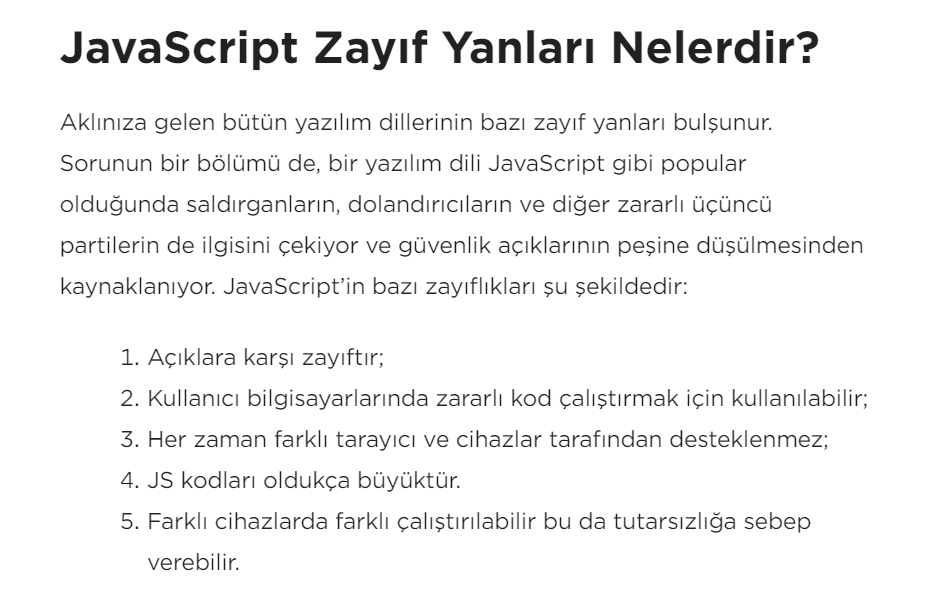 JavaScript Zayıf Yanları Nelerdir?
Aklınıza gelen bütün yazılım dillerinin bazı zayıf yanları bulşunur.
Sorunun bir bölümü de, bir yazılım dili JavaScript gibi popular
olduğunda saldırganların, dolandırıcıların ve diğer zararlı üçüncü
partilerin de ilgisini çekiyor ve güvenlik açıklarının peşine düşülmesinden
kaynaklanıyor. JavaScript’in bazı zayıflıkları şu şekildedir:
1. Açıklara karşı zayıftır;
2. Kullanıcı bilgisayarlarında zararlı kod çalıştırmak için kullanılabilir;
3. Her zaman farklı tarayıcı ve cihazlar tarafından desteklenmez;
4. JS kodları oldukça büyüktür.
5. Farklı cihazlarda farklı çalıştırılabilir bu da tutarsızlığa sebep
verebilir.